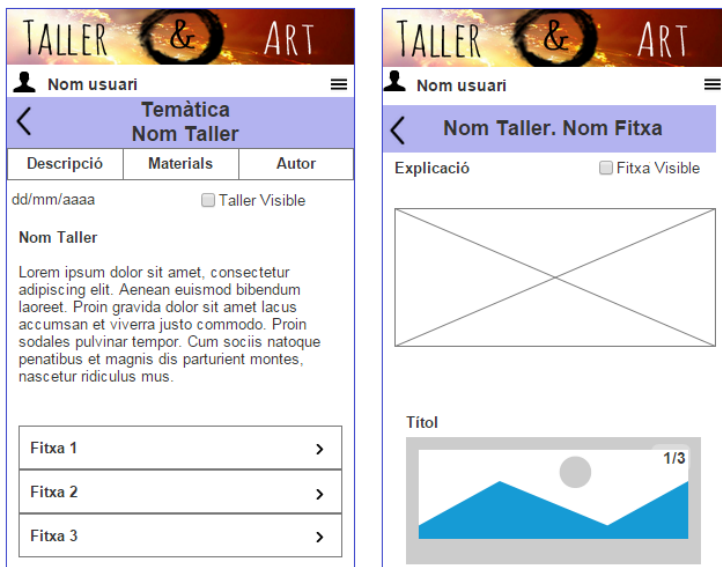 TALLER & ART
Nom usuari
Temàtica
Nom Taller
Descripció Materials Autor
dd/mm/aaaa Taller Visible
Nom Taller
Lorem ipsum dolor sit amet, consectetur
adipiscing elit. Aenean euismod bibendum
laoreet. Proin gravida dolor sit amet lacus
accumsan et viverra justo commodo. Proin
sodales pulvinar tempor. Cum sociis natoque
penatibus et magnis dis parturient montes,
nascetur ridiculus mus.
Fitxa 1
Fitxa 2
Fitxa 3
TALLER & ART
Nom usuari
Nom Taller. Nom Fitxa
Explicació Fitxa Visible
Títol
1/3